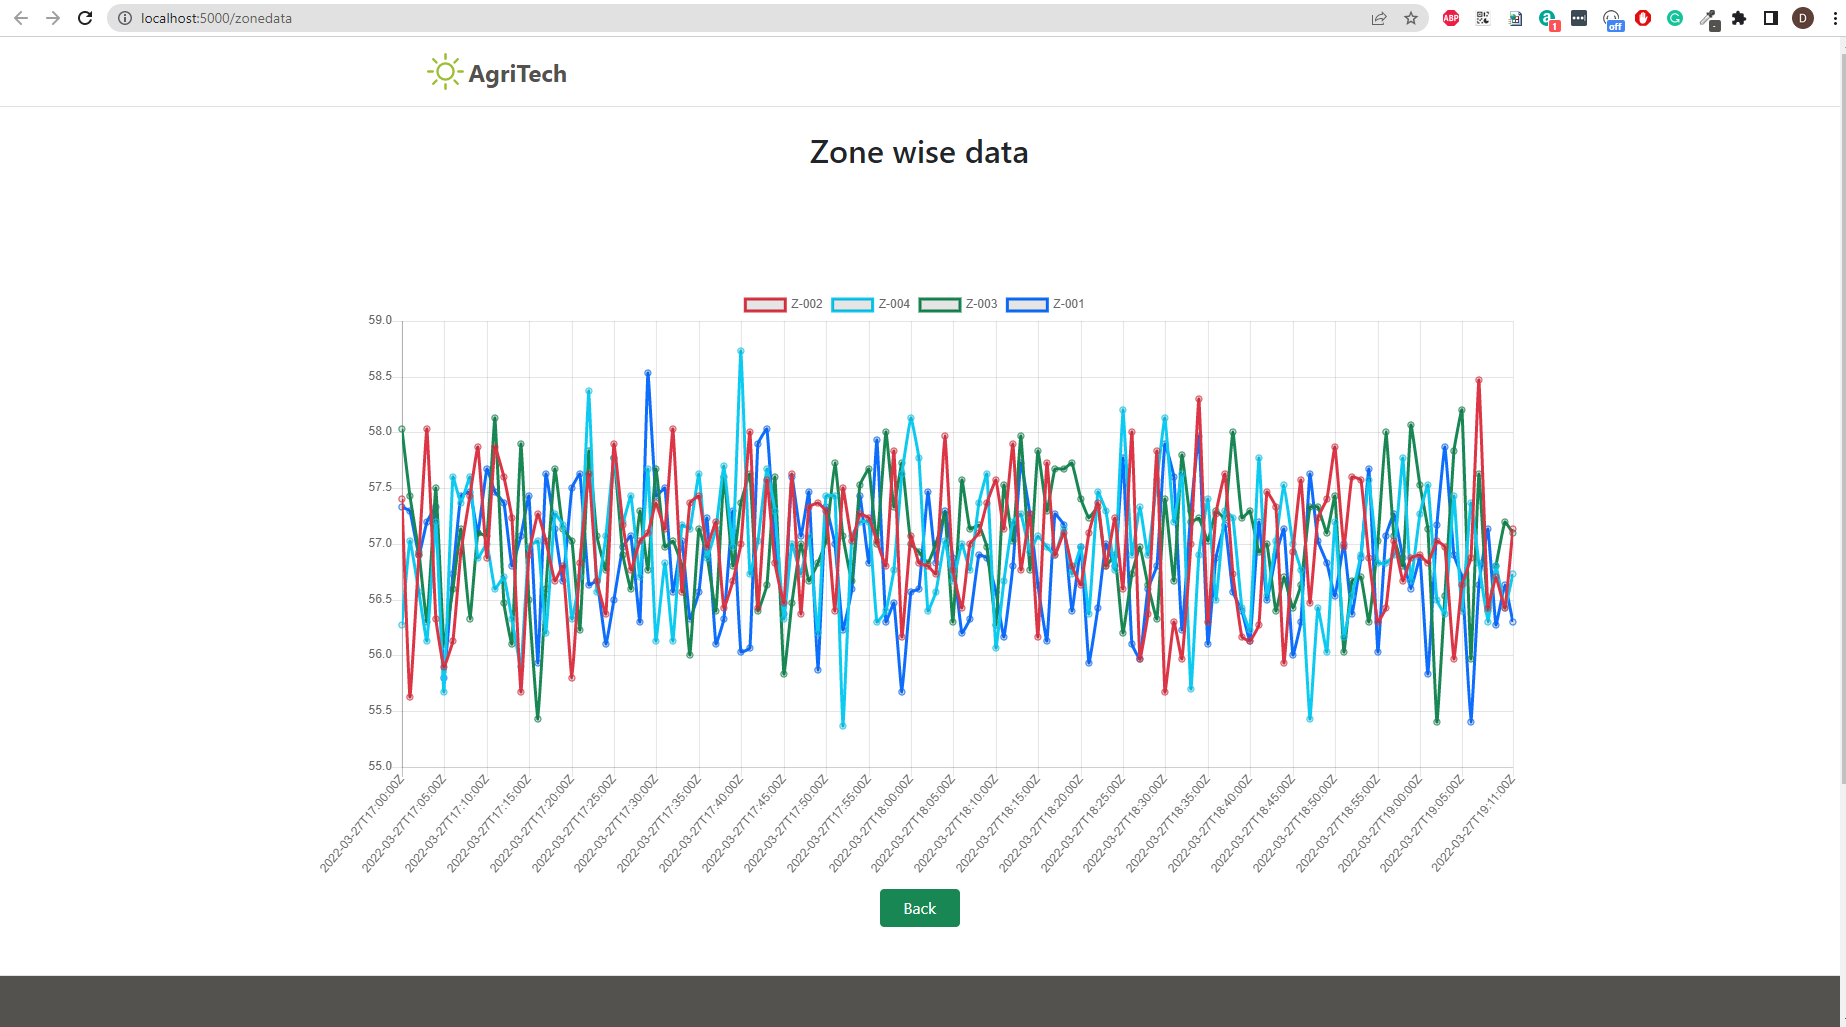 localhost:5000/zonedata
ABP
1
off
D
AgriTech
Zone wise data
Z-002 Z-004 Z-003 Z-001
59.0
58.5
58.0
57.5
57.0
56.5
56.0
55.5
55.0
2022-03-27T17:00:00Z
2022-03-27T17:05:00Z
2022-03-27T17:10:00Z
2022-03-27T17:15:00Z
2022-03-27T17:20:00Z
2022-03-27T17:25:00Z
2022-03-27T17:30:00Z
2022-03-27T17:35:00Z
2022-03-27T17:40:00Z
2022-03-27T17:45:00Z
2022-03-27T17:50:00Z
2022-03-27T17:55:00Z
2022-03-27T18:00:00Z
2022-03-27T18:05:00Z
2022-03-27T18:10:00Z
2022-03-27T18:15:00Z
2022-03-27T18:20:00Z
2022-03-27T18:25:00Z
2022-03-27T18:30:00Z
2022-03-27T18:35:00Z
2022-03-27T18:40:00Z
2022-03-27T18:45:00Z
2022-03-27T18:50:00Z
2022-03-27T18:55:00Z
2022-03-27T19:00:00Z
2022-03-27T19:05:00Z
2022-03-27T19:11:00Z
Back